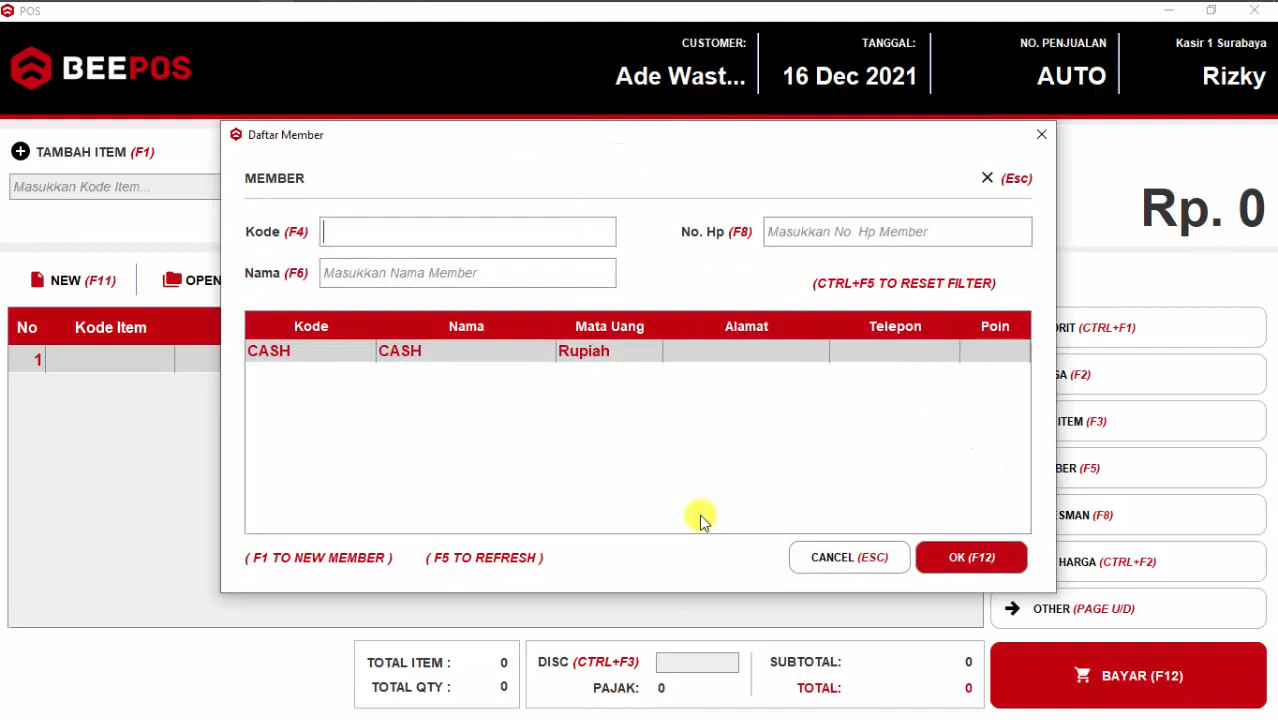 POS
BEEPOS
CUSTOMER:
Ade Wast...
TANGGAL:
16 Dec 2021
NO. PENJUALAN
AUTO
Kasir 1 Surabaya
Rizky
TAMBAH ITEM (F1)
Masukkan Kode Item...
Rp. 0
NEW (F11)
OPEN
No Kode Item
1
Daftar Member
MEMBER
(Esc)
Kode (F4)
No. Hp (F8) Masukkan No Hp Member
Nama (F6) Masukkan Nama Member
(CTRL+F5 TO RESET FILTER)
Kode Nama Mata Uang Alamat Telepon Poin
CASH CASH Rupiah
( F1 TO NEW MEMBER )
( F5 TO REFRESH )
CANCEL (ESC)
OK (F12)
ORIT (CTRL+F1)
GA (F2)
ITEM (F3)
BER (F5)
ESMAN (F8)
HARGA (CTRL+F2)
OTHER (PAGE U/D)
TOTAL ITEM : 0
TOTAL QTY : 0
DISC (CTRL+F3)
PAJAK: 0
SUBTOTAL: 0
TOTAL: 0
BAYAR (F12)